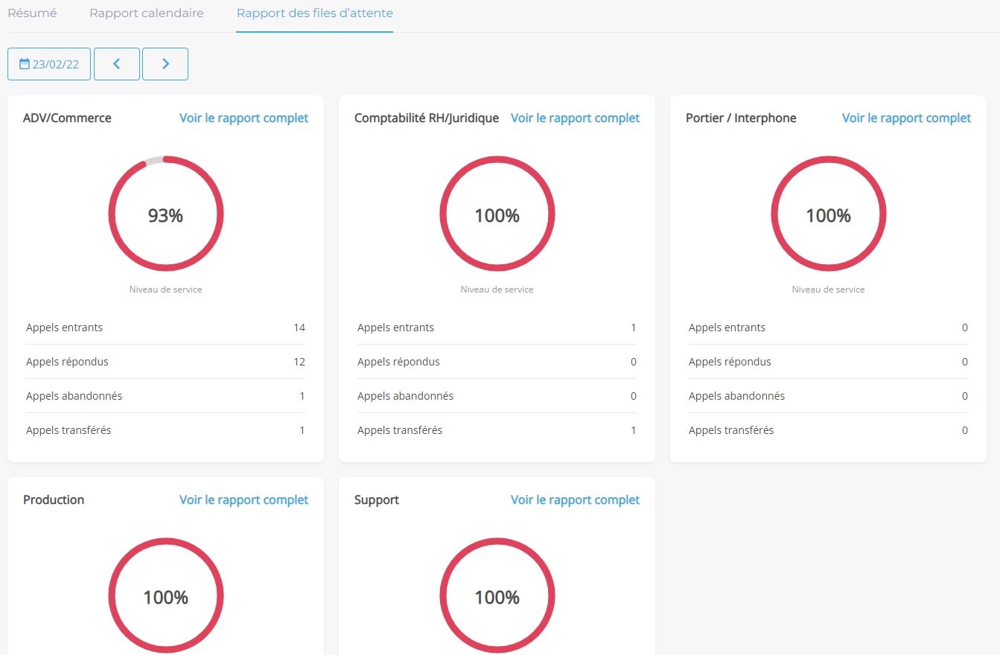 Résumé Rapport calendaire Rapport des files d’attente
23/02/22
ADV/Commerce Voir le rapport complet
93%
Niveau de service
Appels entrants 14
Appels répondus 12
Appels abandonnés 1
Appels transférés 1
Comptabilité RH/Juridique Voir le rapport complet
100%
Niveau de service
Appels entrants 1
Appels répondus 0
Appels abandonnés 0
Appels transférés 1
Portier / Interphone Voir le rapport complet
100%
Niveau de service
Appels entrants 0
Appels répondus 0
Appels abandonnés 0
Appels transférés 0
Production Voir le rapport complet
100%
Support Voir le rapport complet
100%